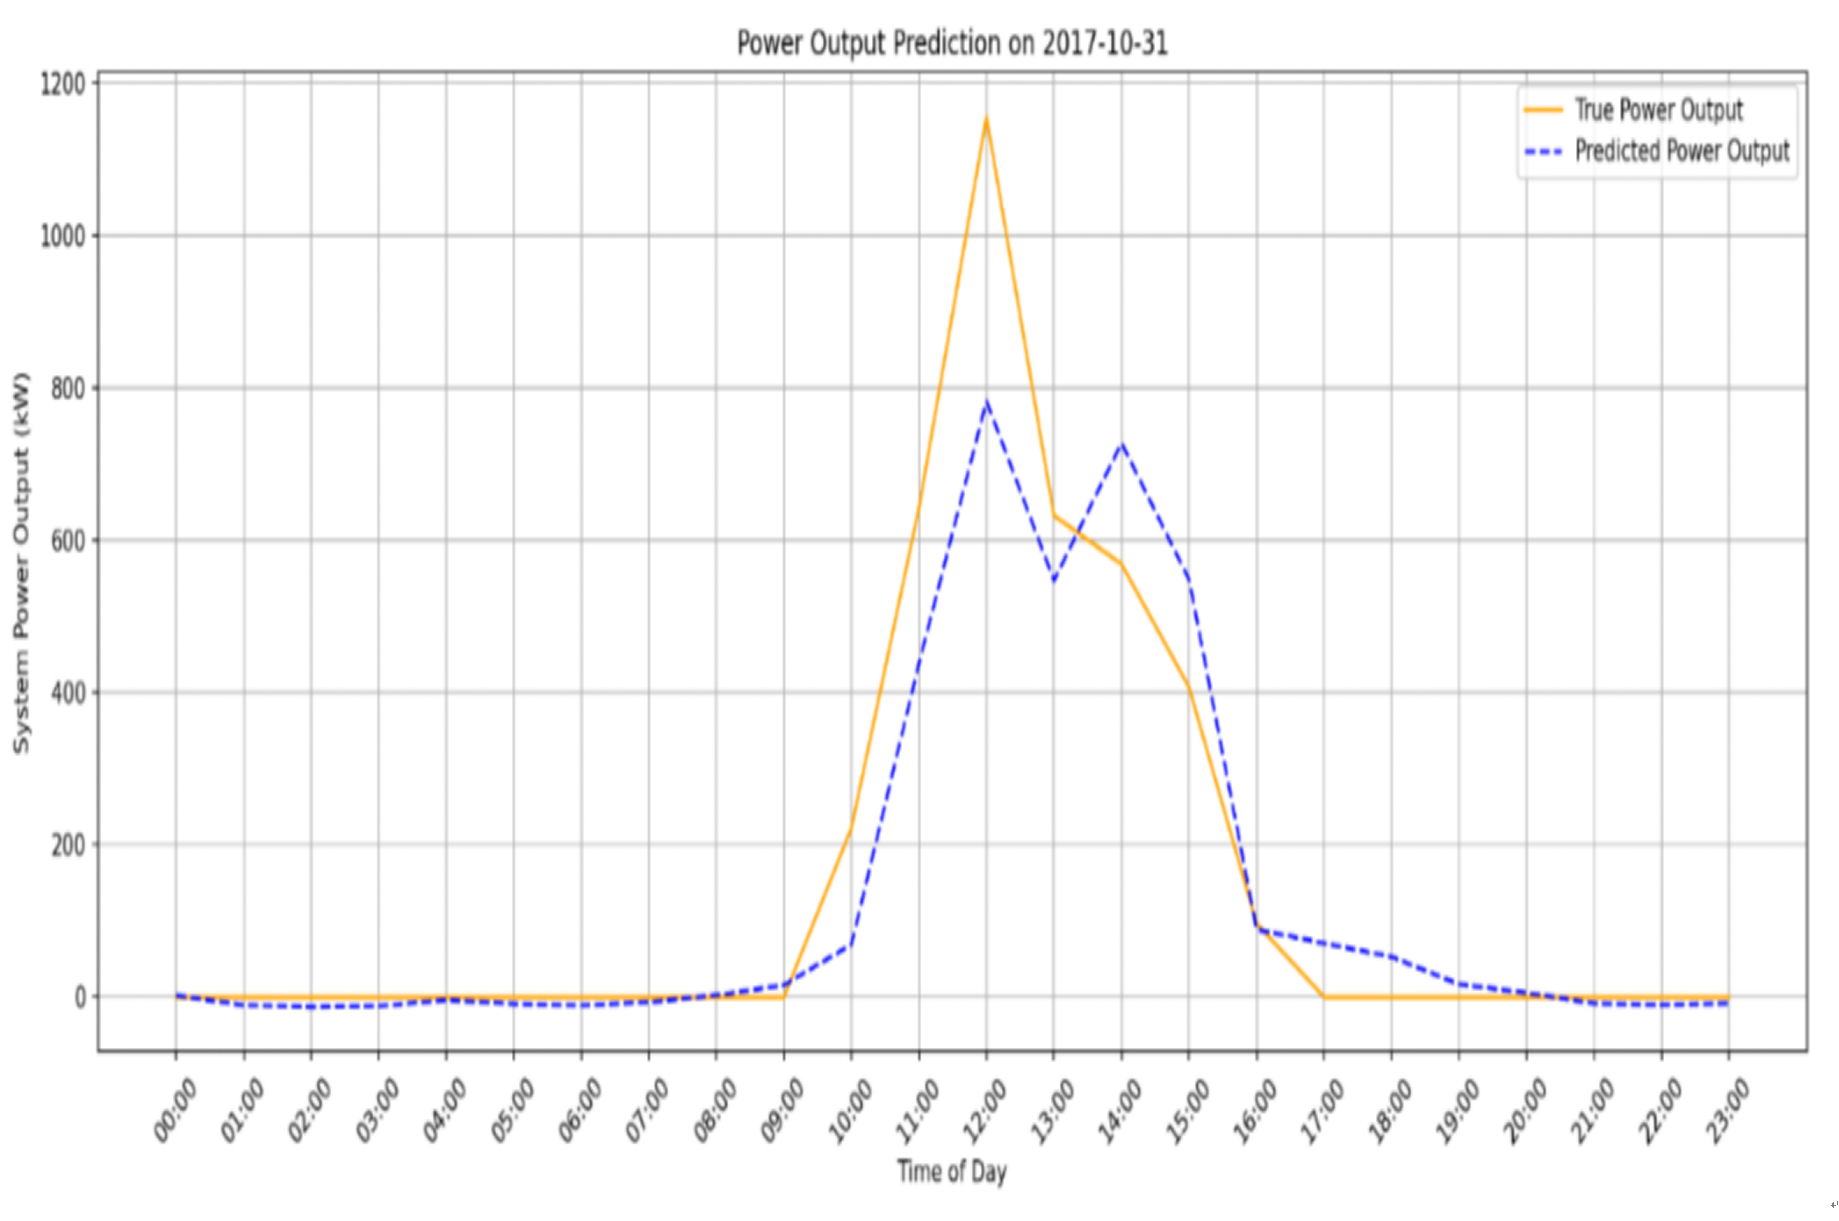 Power Output Prediction on 2017-10-31
True Power Output
Predicted Power Output
System Power Output (kW)
1200
1000
800
600
400
200
0
00:00 01:00 02:00 03:00 04:00 05:00 06:00 07:00 08:00 09:00 10:00 11:00 12:00 13:00 14:00 15:00 16:00 17:00 18:00 19:00 20:00 21:00 22:00 23:00
Time of Day